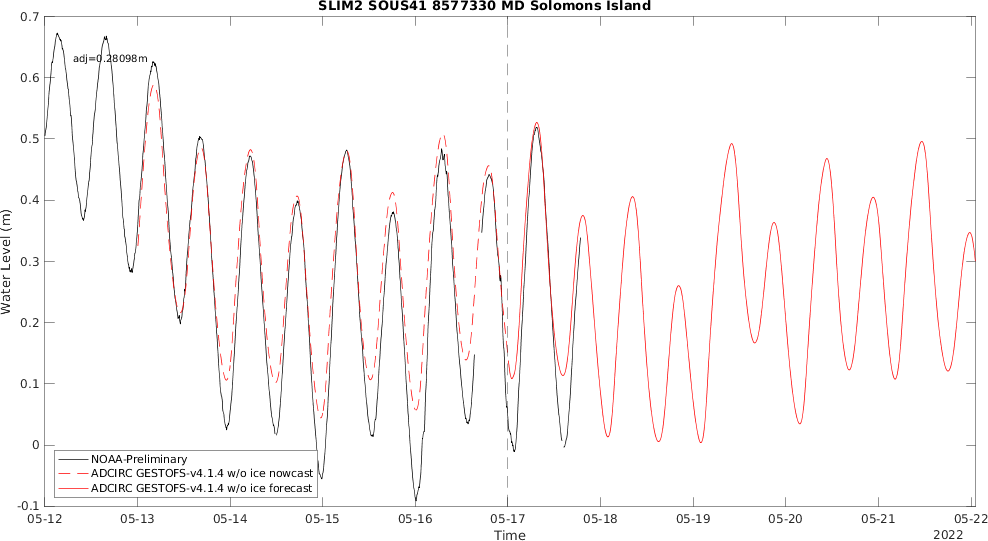 SLIM2 SOUS41 8577330 MD Solomons Island
0.7
0.6
0.5
0.4
0.3
0.2
0.1
0
-0.1
Water Level (m)
adj=0.28098m
NOAA-Preliminary
ADCIRC GESTOFS-v4.1.4 w/o ice nowcast
ADCIRC GESTOFS-v4.1.4 w/o ice forecast
05-12 05-13 05-14 05-15 05-16 05-17 05-18 05-19 05-20 05-21 05-22
Time
2022